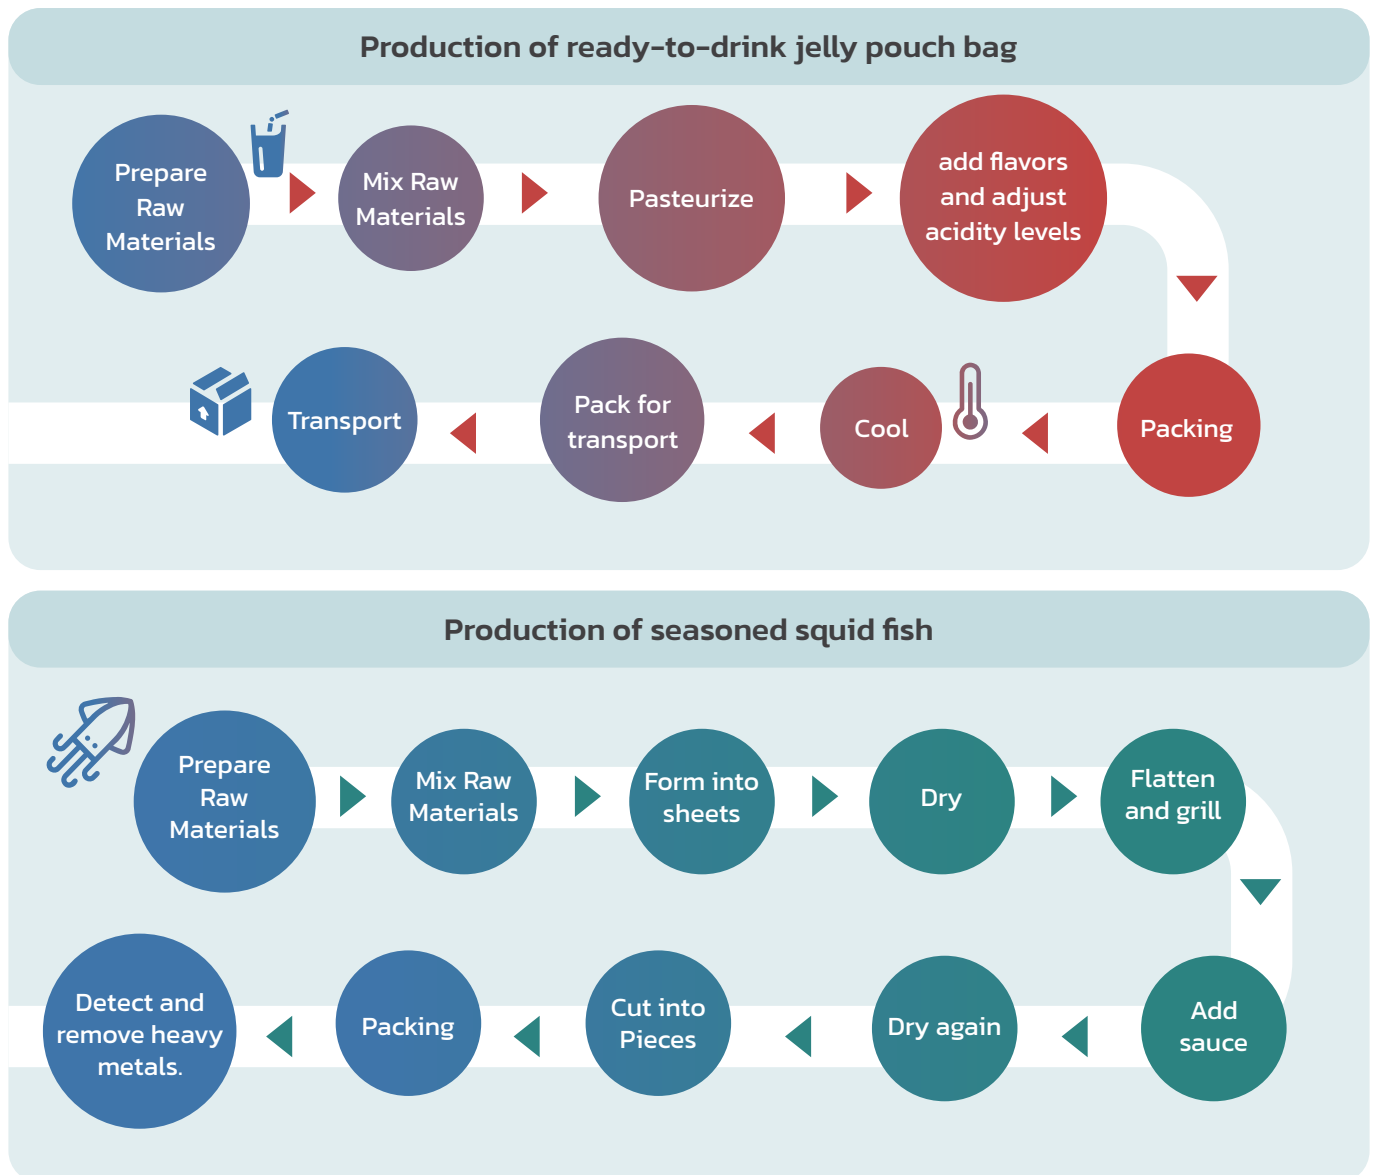 Production of ready-to-drink jelly pouch bag
Prepare
Raw
Materials
Mix Raw
Materials
Pasteurize
add flavors
and adjust
acidity levels
Packing
Cool
Pack for
transport
Transport
Production of seasoned squid fish
Prepare
Raw
Materials
Mix Raw
Materials
Form into
sheets
Dry
Flatten
and grill
Add
sauce
Dry again
Cut into
Pieces
Packing
Detect and
remove heavy
metals.